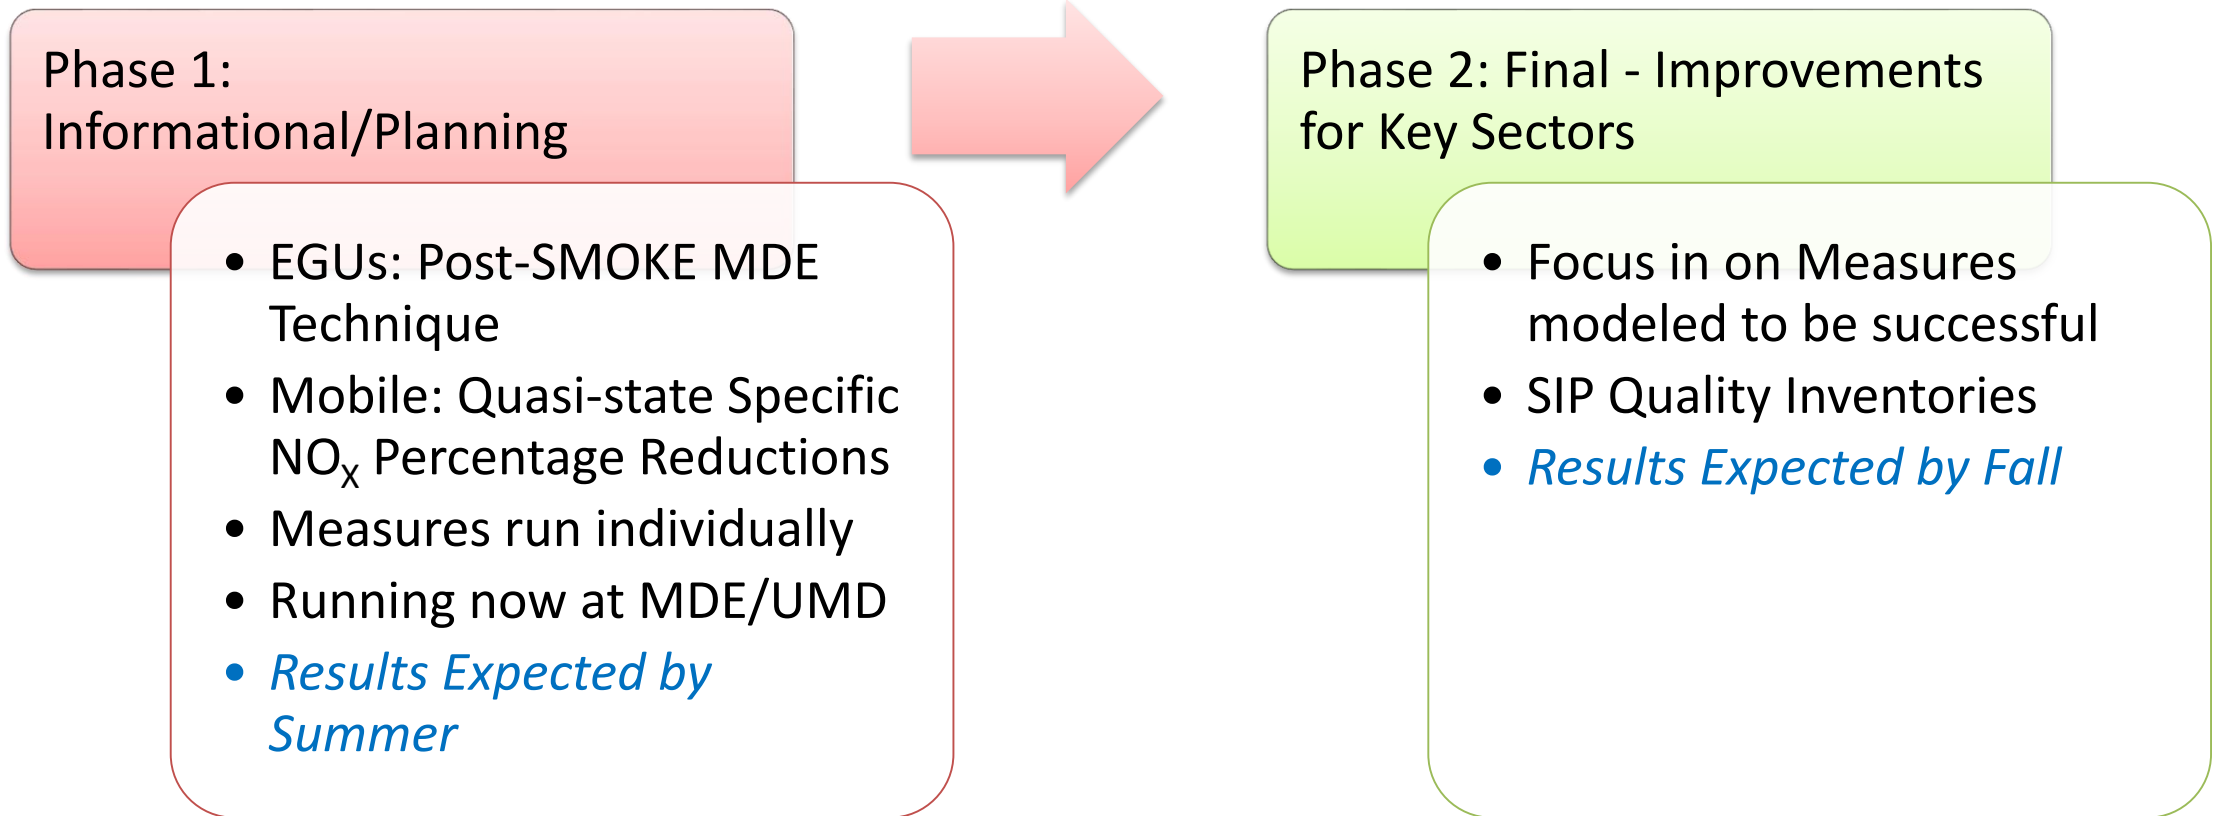 Phase 1:
Informational/Planning
• EGUs: Post-SMOKE MDE
Technique
• Mobile: Quasi-state Specific
NOX Percentage Reductions
• Measures run individually
• Running now at MDE/UMD
• Results Expected by
Summer
Phase 2: Final - Improvements
for Key Sectors
• Focus in on Measures
modeled to be successful
• SIP Quality Inventories
• Results Expected by Fall